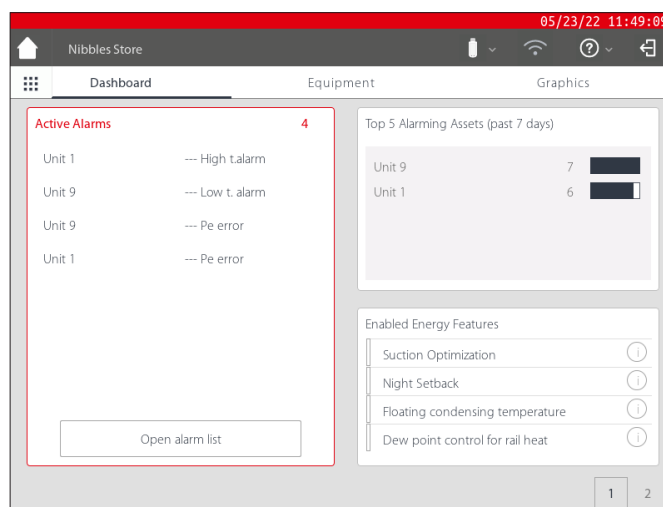 05/23/22 11:49:09
Nibbles Store
Dashboard Equipment Graphics
Active Alarms 4
Unit 1 --- High t.alarm
Unit 9 --- Low t. alarm
Unit 9 --- Pe error
Unit 1 --- Pe error
Open alarm list
Top 5 Alarming Assets (past 7 days)
Unit 9 7
Unit 1 6
Enabled Energy Features
Suction Optimization
Night Setback
Floating condensing temperature
Dew point control for rail heat
1 2